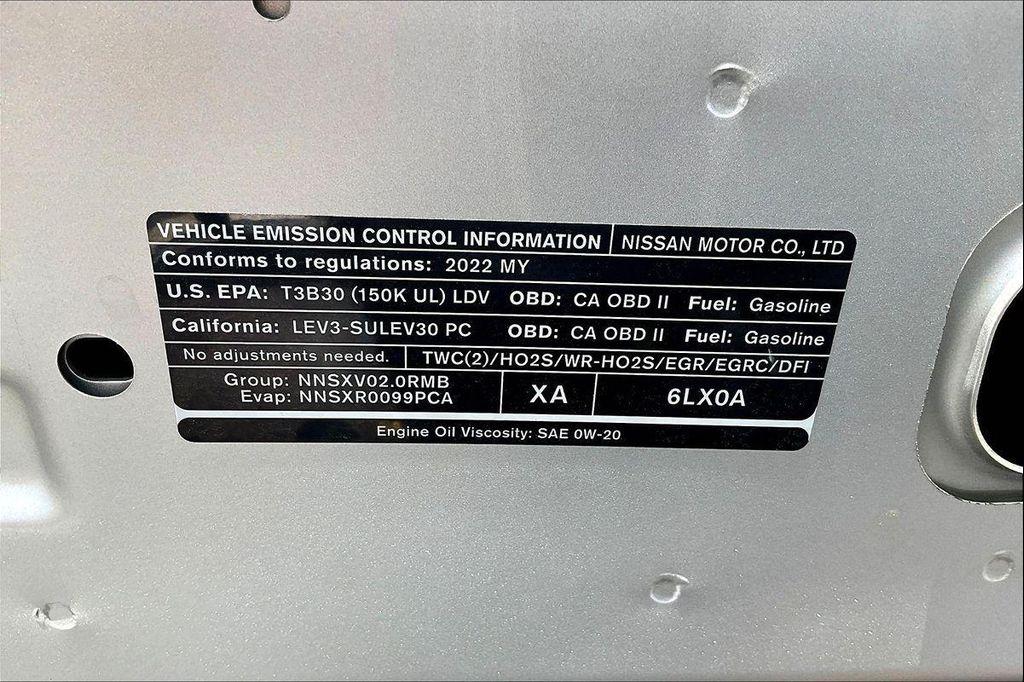 VEHICLE EMISSION CONTROL INFORMATION NISSAN MOTOR CO., LTD
Conforms to regulations: 2022 MY
U.S. EPA: T3B30 (150K UL) LDV OBD: CA OBD II Fuel: Gasoline
California: LEV3-SULEV30 PC OBD: CA OBD II Fuel: Gasoline
No adjustments needed. TWC(2)/HO2S/WR-HO2S/EGR/EGRC/DFI
Group: NNSXV02.0RMB
Evap: NNSXR0099PCA
XA
6LX0A
Engine Oil Viscosity: SAE 0W-20